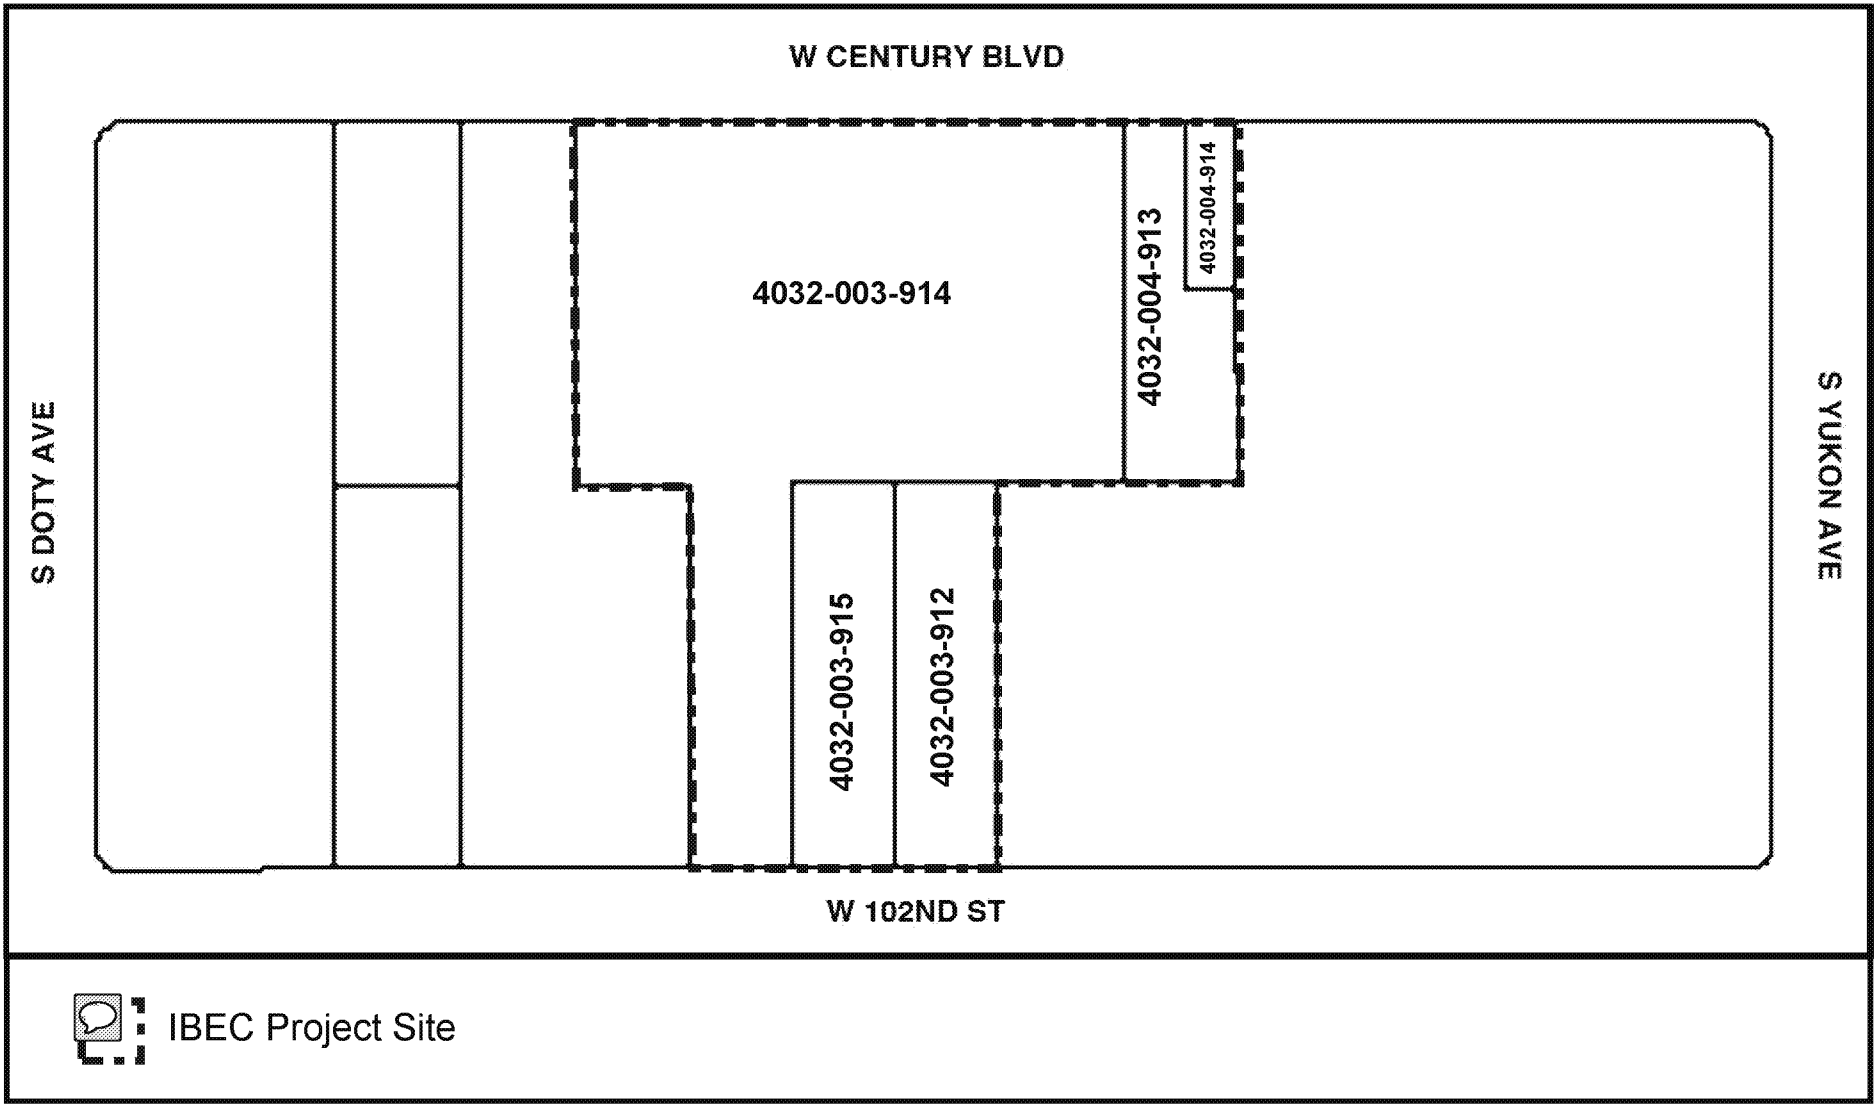 W CENTURY BLVD
4032-004-914
4032-004-913
4032-003-914
S DOTY AVE
S YUKON AVE
4032-003-915
4032-003-912
W 102ND ST
IBEC Project Site